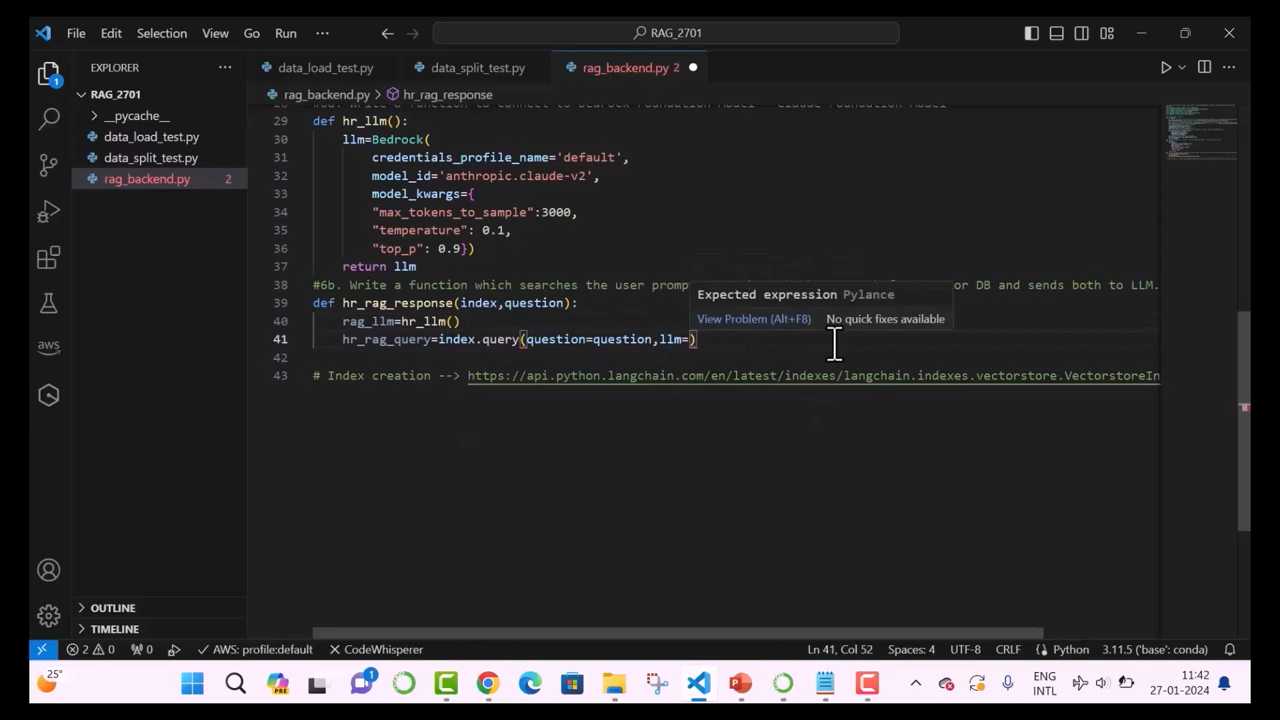 File Edit Selection View Go Run ··· RAG_2701
EXPLORER ··· data_load_test.py data_split_test.py rag_backend.py 2
RAG_2701
rag_backend.py > hr_rag_response
__pycache__
data_load_test.py
data_split_test.py
rag_backend.py 2
29 def hr_llm():
30 llm=Bedrock(
31 credentials_profile_name='default',
32 model_id='anthropic.claude-v2',
33 model_kwargs={
34 "max_tokens_to_sample":3000,
35 "temperature": 0.1,
36 "top_p": 0.9})
37 return llm
38 #6b. Write a function which searches the user promp or DB and sends both to LLM.
Expected expression Pylance
View Problem (Alt+F8) No quick fixes available
39 def hr_rag_response(index,question):
40 rag_llm=hr_llm()
41 hr_rag_query=index.query(question=question,llm=)
42
43 # Index creation --> https://api.python.langchain.com/en/latest/indexes/langchain.indexes.vectorstore.VectorstoreIn
aws
OUTLINE
TIMELINE
2 0 0 AWS: profile:default CodeWhisperer Ln 41, Col 52 Spaces: 4 UTF-8 CRLF Python 3.11.5 ('base': conda)
25°
PRE
1
ENG
INTL
11:42
27-01-2024